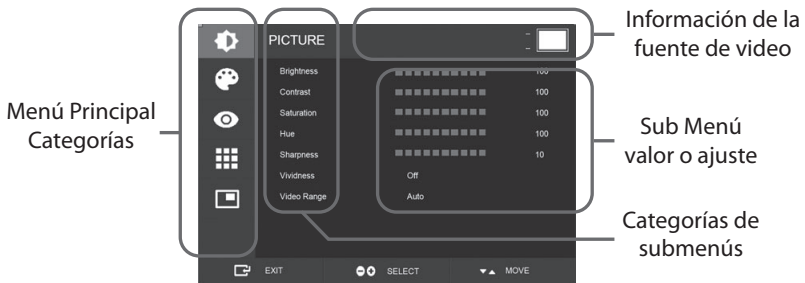 Información de la
fuente de video
PICTURE
Brightness 100
Contrast 100
Saturation 100
Hue 100
Sharpness 10
Vividness Off
Video Range Auto
Menú Principal
Categorías
Sub Menú
valor o ajuste
Categorías de
submenús
EXIT SELECT MOVE